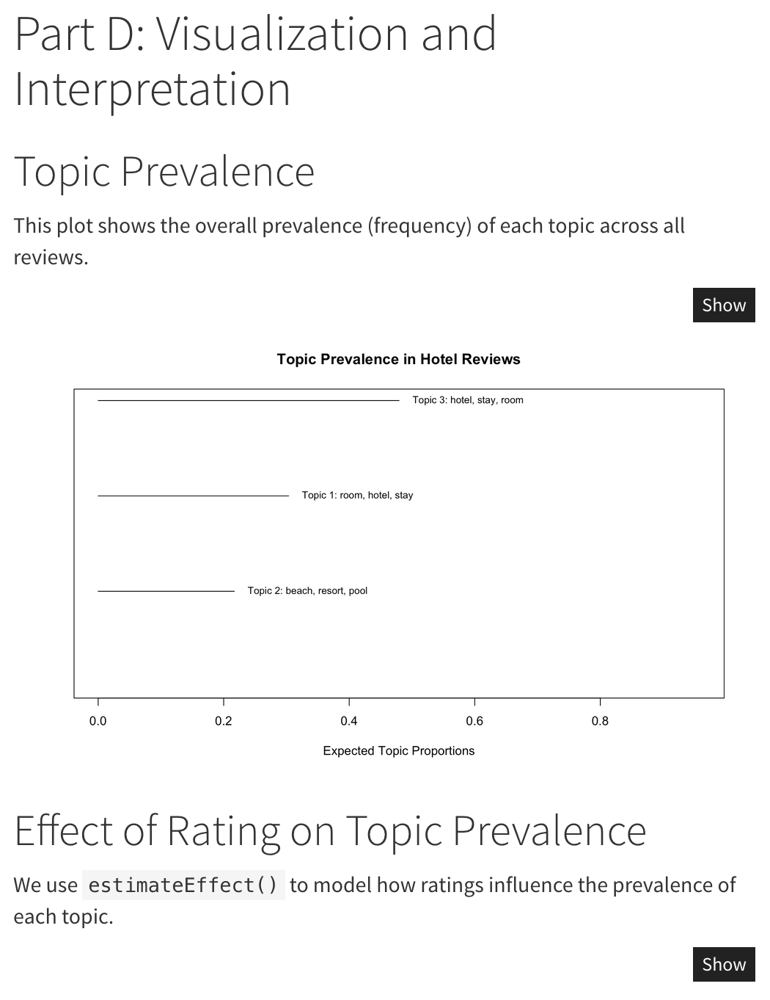 Part D: Visualization and
Interpretation
Topic Prevalence
This plot shows the overall prevalence (frequency) of each topic across all
reviews.
Show
Topic Prevalence in Hotel Reviews
Topic 3: hotel, stay, room
Topic 1: room, hotel, stay
Topic 2: beach, resort, pool
0.0 0.2 0.4 0.6 0.8
Expected Topic Proportions
Effect of Rating on Topic Prevalence
We use estimateEffect() to model how ratings influence the prevalence of
each topic.
Show